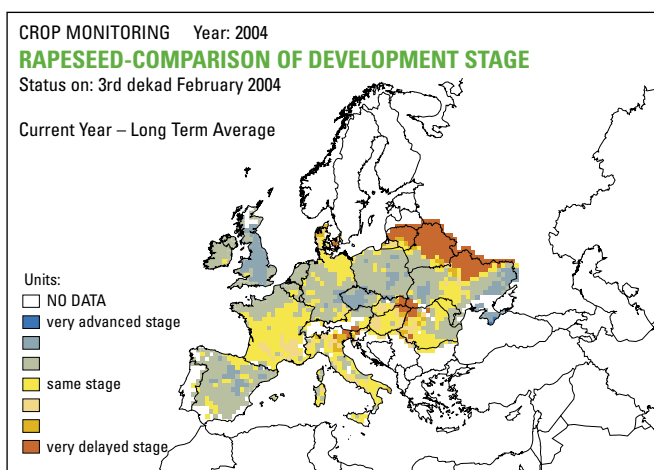 CROP MONITORING Year: 2004
RAPESEED-COMPARISON OF DEVELOPMENT STAGE
Status on: 3rd dekad February 2004
Current Year – Long Term Average
Units:
NO DATA
very advanced stage
same stage
very delayed stage